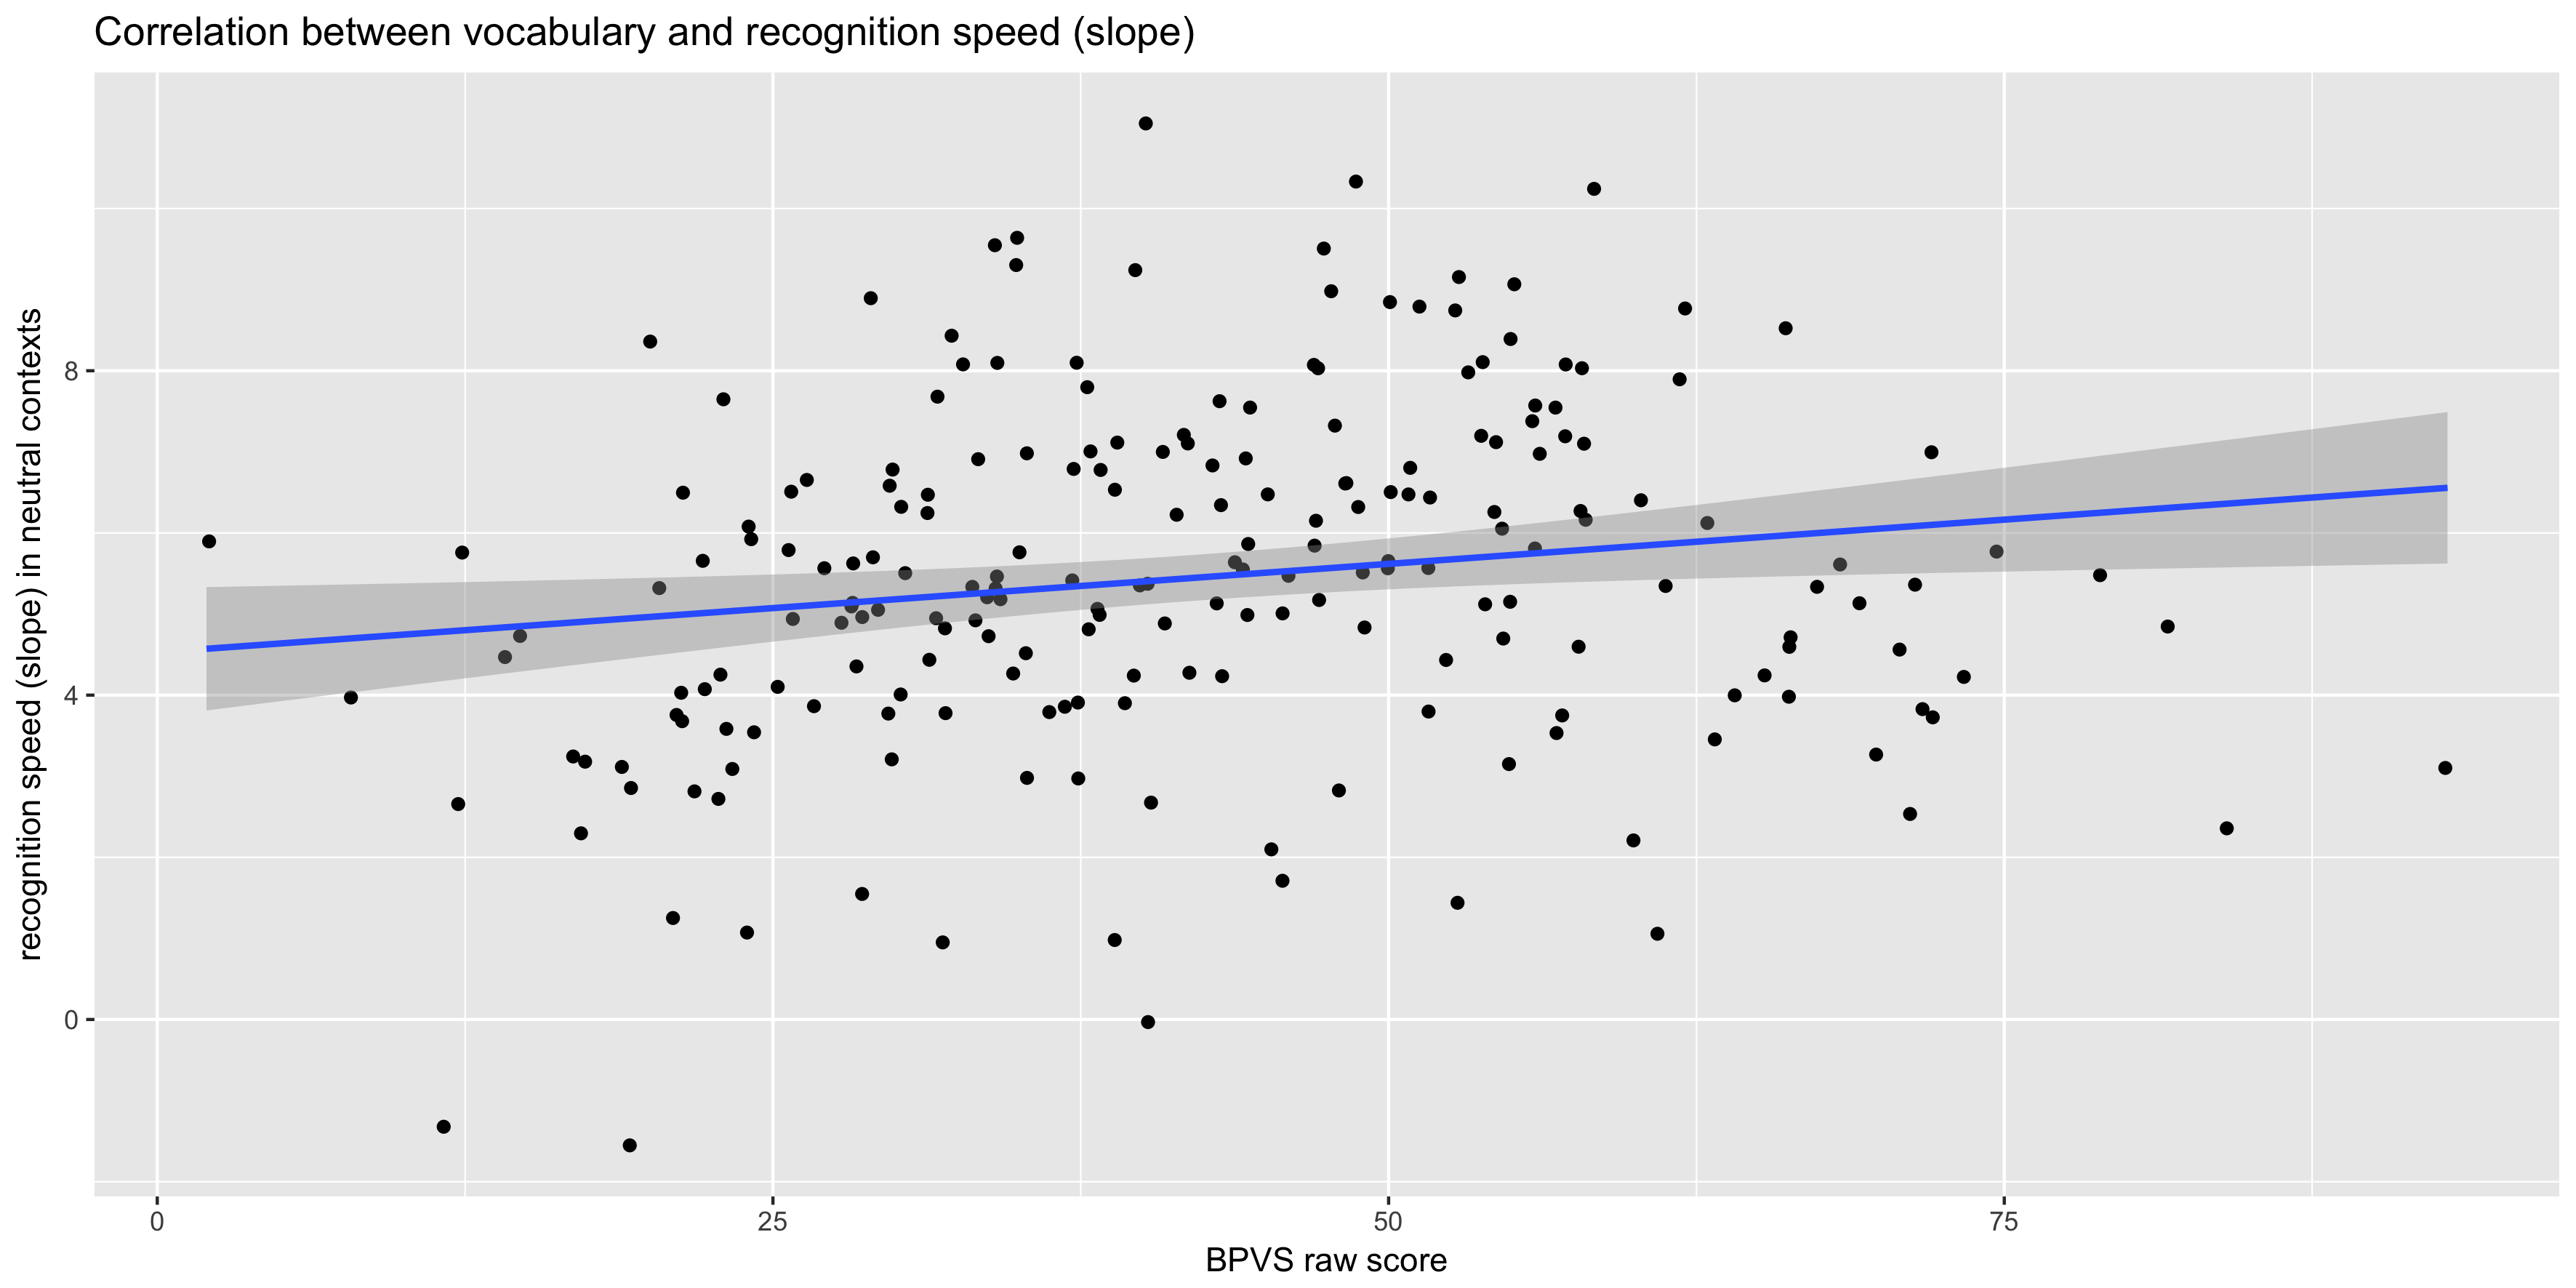 Correlation between vocabulary and recognition speed (slope)
recognition speed (slope) in neutral contexts
8
4
0
0
25
50
75
BPVS raw score